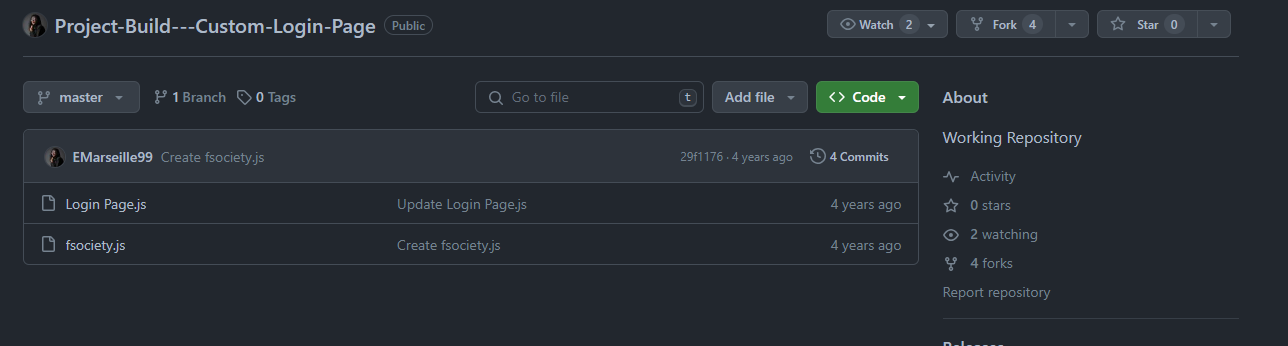 Project-Build---Custom-Login-Page Public Watch 2 Fork 4 Star 0
master 1 Branch 0 Tags Go to file t Add file Code
EMarseille99 Create fsociety.js 29f1176 · 4 years ago 4 Commits
Login Page.js Update Login Page.js 4 years ago
fsociety.js Create fsociety.js 4 years ago
About
Working Repository
Activity
0 stars
2 watching
4 forks
Report repository
Releases